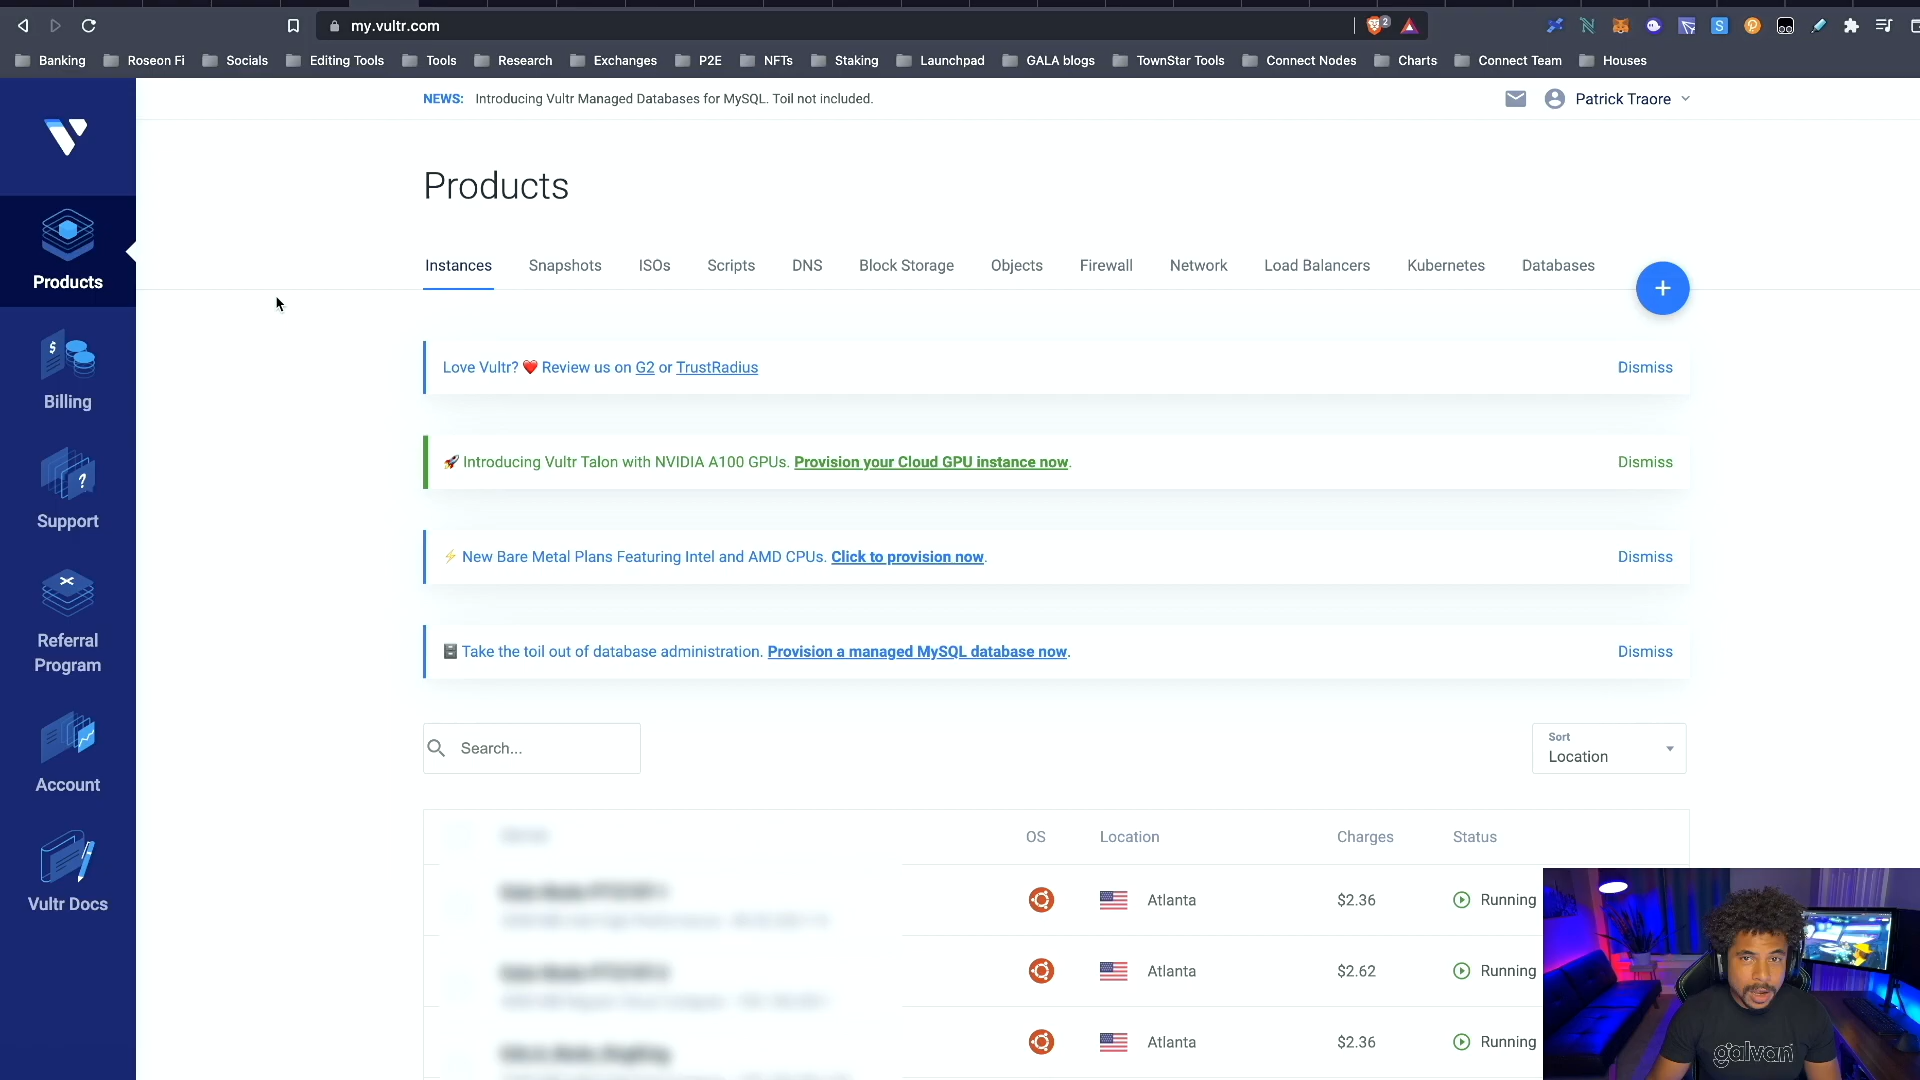 my.vultr.com
2
Banking
Roseon Fi
Socials
Editing Tools
Tools
Research
Exchanges
P2E
NFTs
Staking
Launchpad
GALA blogs
TownStar Tools
Connect Nodes
Charts
Connect Team
Houses
NEWS: Introducing Vultr Managed Databases for MySQL. Toil not included.
Patrick Traore
Products
Instances
Snapshots
ISOs
Scripts
DNS
Block Storage
Objects
Firewall
Network
Load Balancers
Kubernetes
Databases
+
Products
Billing
Support
Referral
Program
Account
Vultr Docs
Love Vultr? ❤️ Review us on G2 or TrustRadius
Dismiss
🚀 Introducing Vultr Talon with NVIDIA A100 GPUs. Provision your Cloud GPU instance now.
Dismiss
⚡ New Bare Metal Plans Featuring Intel and AMD CPUs. Click to provision now.
Dismiss
🗄️ Take the toil out of database administration. Provision a managed MySQL database now.
Dismiss
Search...
Sort
Location
OS
Location
Charges
Status
Atlanta
$2.36
Running
Atlanta
$2.62
Running
Atlanta
$2.36
Running
galvan